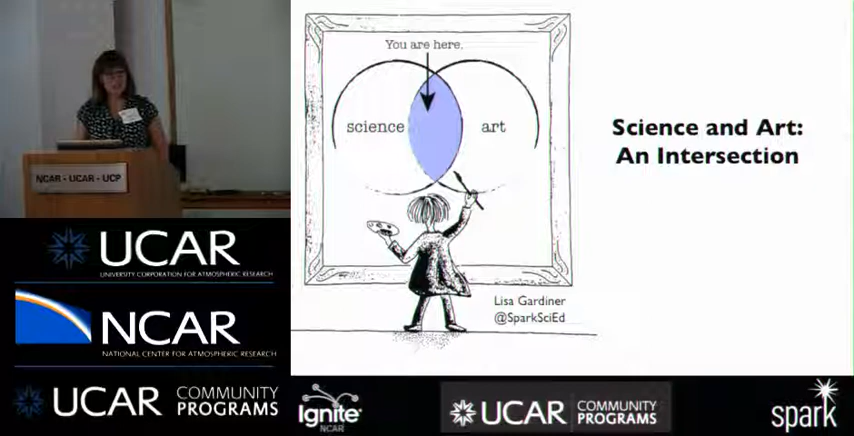 NCAR - UCAR - UCP
UCAR
UNIVERSITY CORPORATION FOR ATMOSPHERIC RESEARCH
NCAR
NATIONAL CENTER FOR ATMOSPHERIC RESEARCH
UCAR COMMUNITY PROGRAMS
You are here.
science
art
Lisa Gardiner
@SparkSciEd
Science and Art:
An Intersection
Ignite
NCAR
UCAR COMMUNITY PROGRAMS
spark